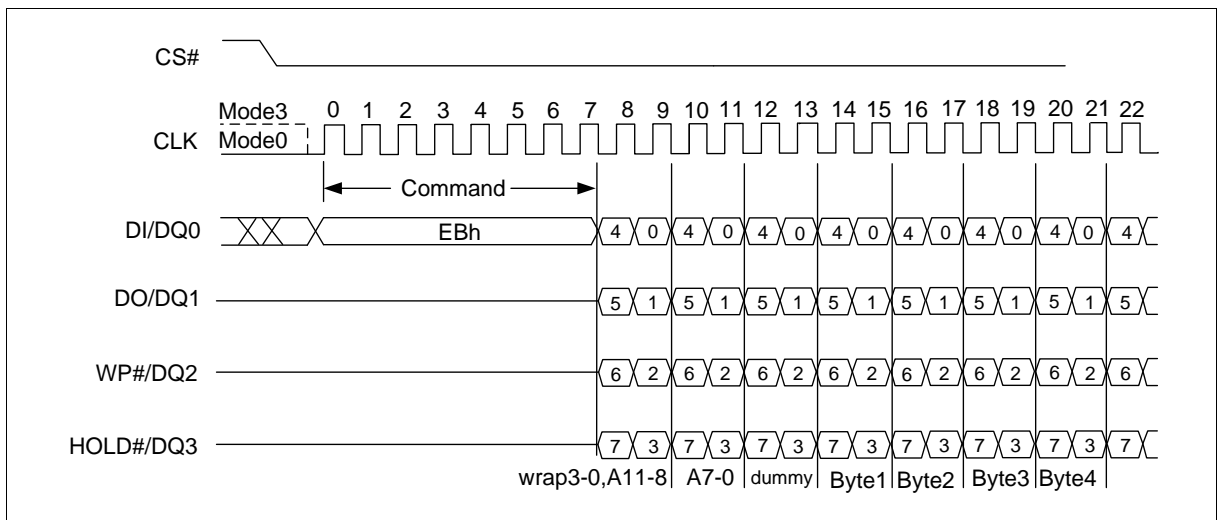 CS#
Mode3 0 1 2 3 4 5 6 7 8 9 10 11 12 13 14 15 16 17 18 19 20 21 22
CLK Mode0
Command
DI/DQ0 EBh 4 0 4 0 4 0 4 0 4 0 4 0 4 0 4
DO/DQ1 5 1 5 1 5 1 5 1 5 1 5 1 5 1 5
WP#/DQ2 6 2 6 2 6 2 6 2 6 2 6 2 6 2 6
HOLD#/DQ3 7 3 7 3 7 3 7 3 7 3 7 3 7 3 7
wrap3-0,A11-8 A7-0 dummy Byte1 Byte2 Byte3 Byte4